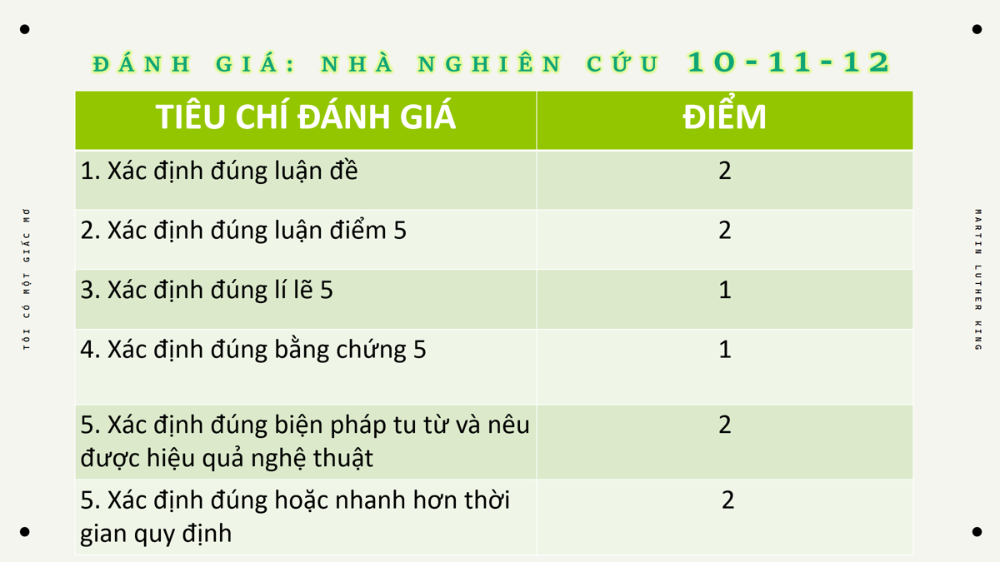 ĐÁNH GIÁ: NHÀ NGHIÊN CỨU 10-11-12
TIÊU CHÍ ĐÁNH GIÁ
ĐIỂM
1. Xác định đúng luận đề
2
2. Xác định đúng luận điểm 5
2
3. Xác định đúng lí lẽ 5
1
4. Xác định đúng bằng chứng 5
1
5. Xác định đúng biện pháp tu từ và nêu
được hiệu quả nghệ thuật
2
5. Xác định đúng hoặc nhanh hơn thời
gian quy định
2
TÔI CÓ MỘT GIẤC MƠ
MARTIN LUTHER KING